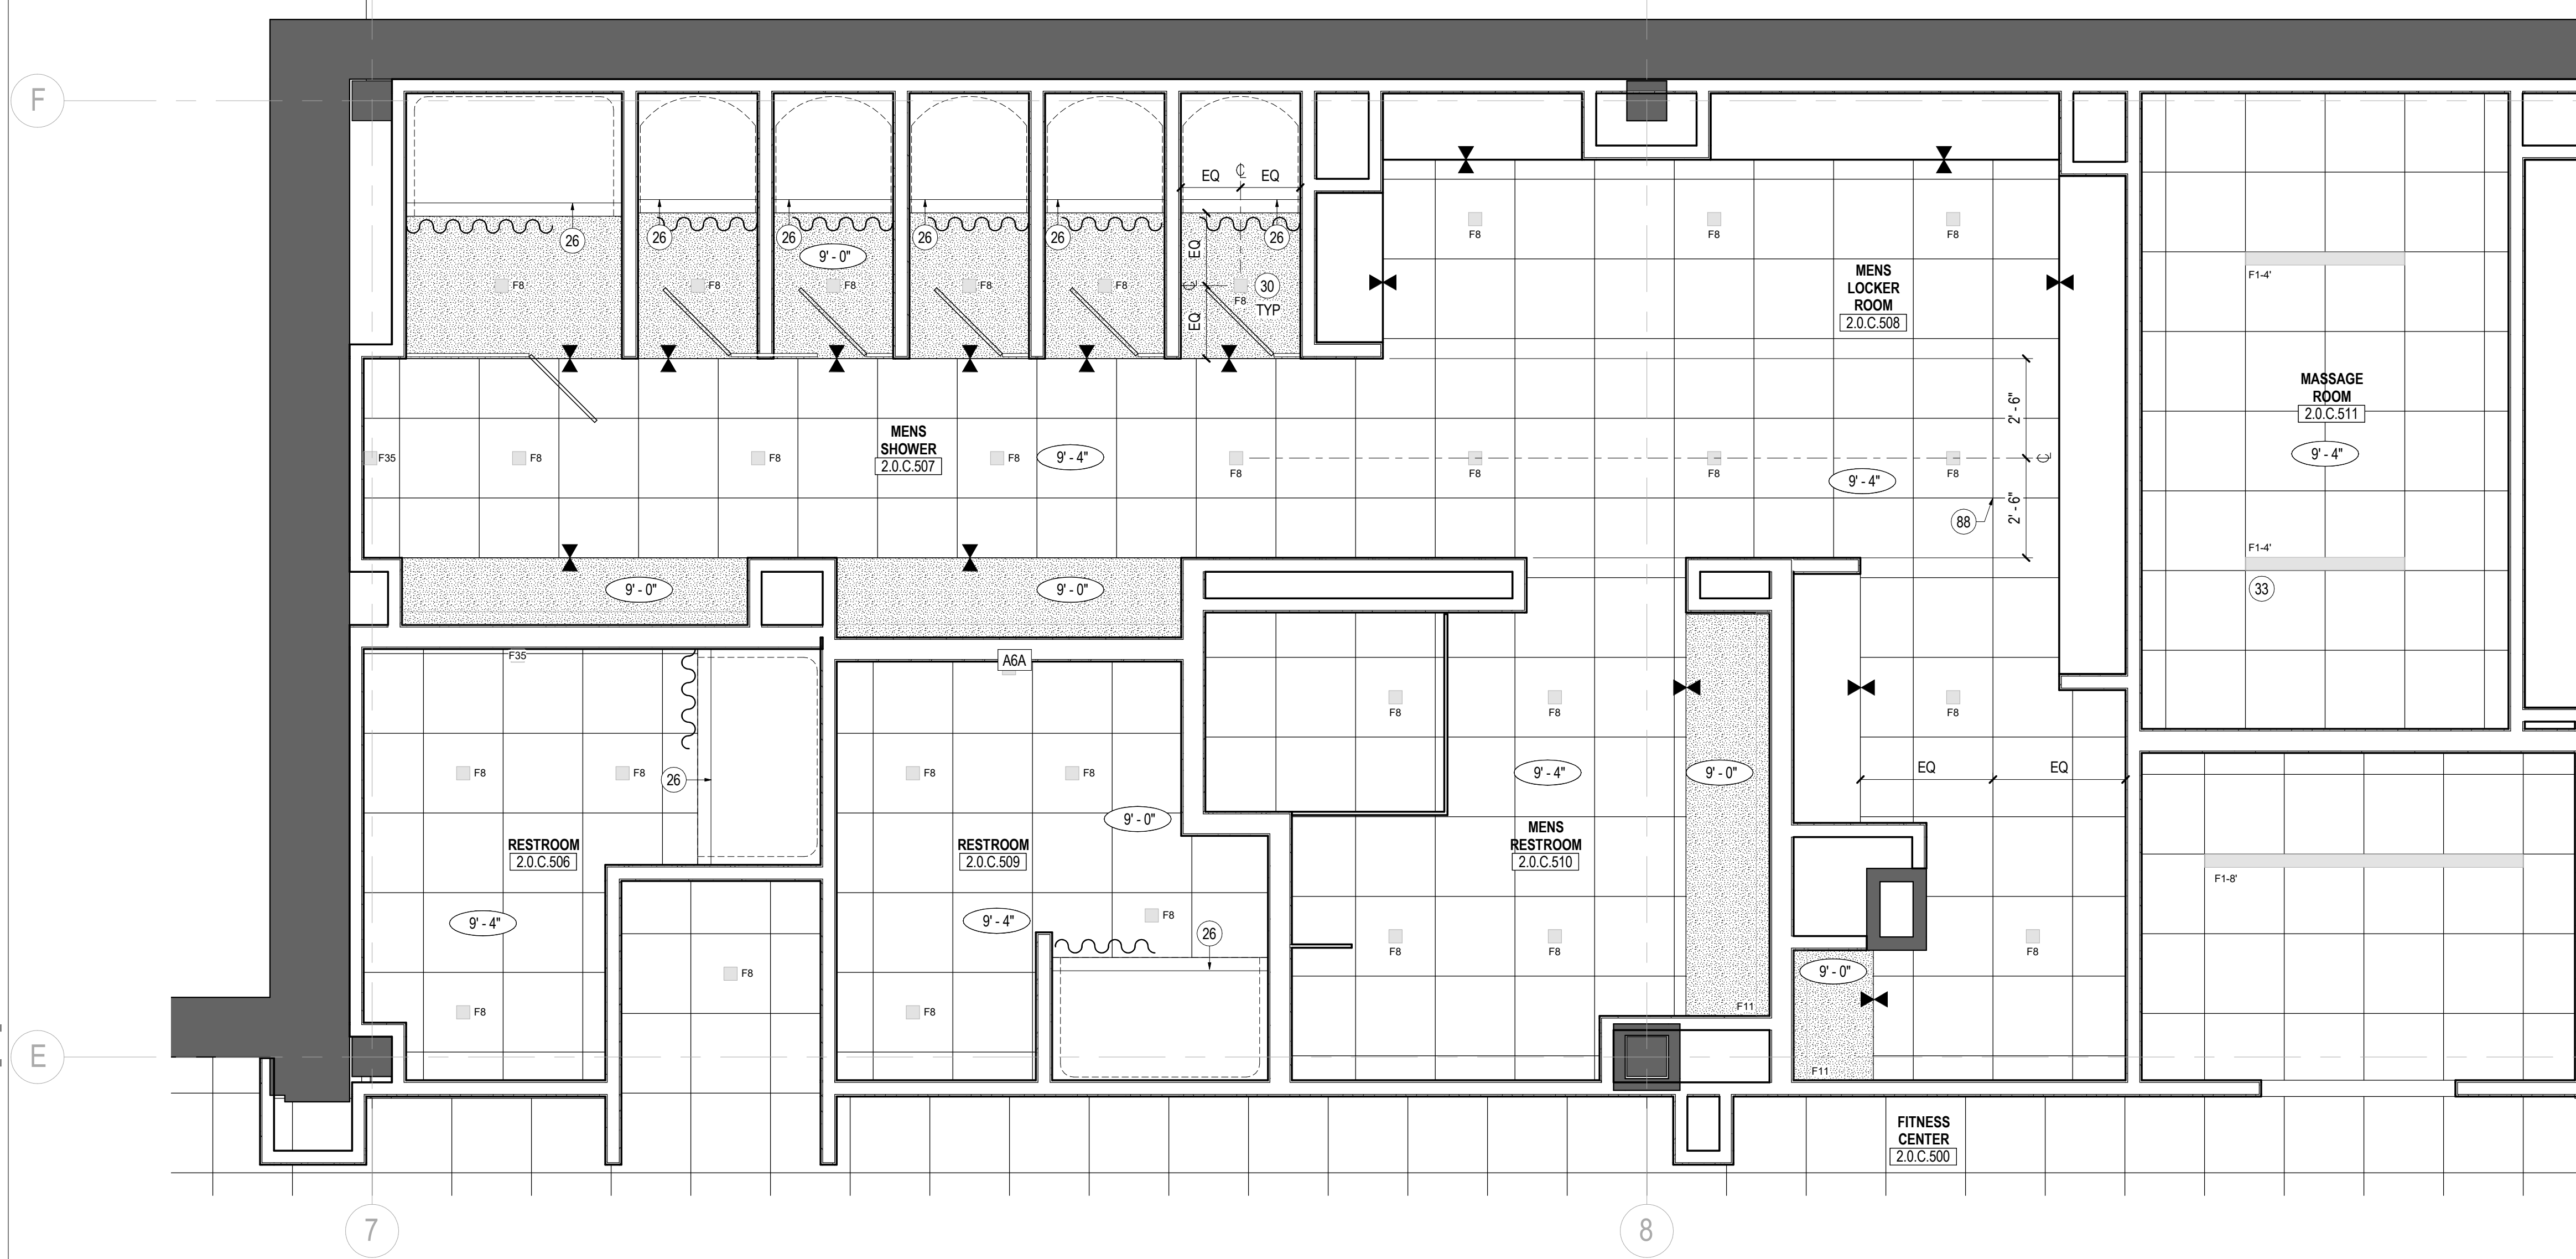 F
EQ
EQ
26
26
26
26
26
26
9' - 0"
EQ
EQ
F8
F8
F8
F8
F8
F8
30
TYP
F8
F8
F8
MENS
LOCKER
ROOM
2.0.C.508
F1-4'
MASSAGE
ROOM
2.0.C.511
9' - 4"
2' - 6"
2' - 6"
MENS
SHOWER
2.0.C.507
F35
F8
F8
F8
9' - 4"
F8
F8
F8
F8
9' - 4"
88
F1-4'
33
9' - 0"
9' - 0"
F35
A6A
F8
F8
F8
F8
F8
26
F8
F8
9' - 4"
9' - 0"
EQ
EQ
9' - 0"
RESTROOM
2.0.C.506
RESTROOM
2.0.C.509
MENS
RESTROOM
2.0.C.510
F1-8'
9' - 4"
9' - 4"
F8
26
F8
F8
F8
F8
9' - 0"
F8
F8
F11
F11
E
FITNESS
CENTER
2.0.C.500
7
8